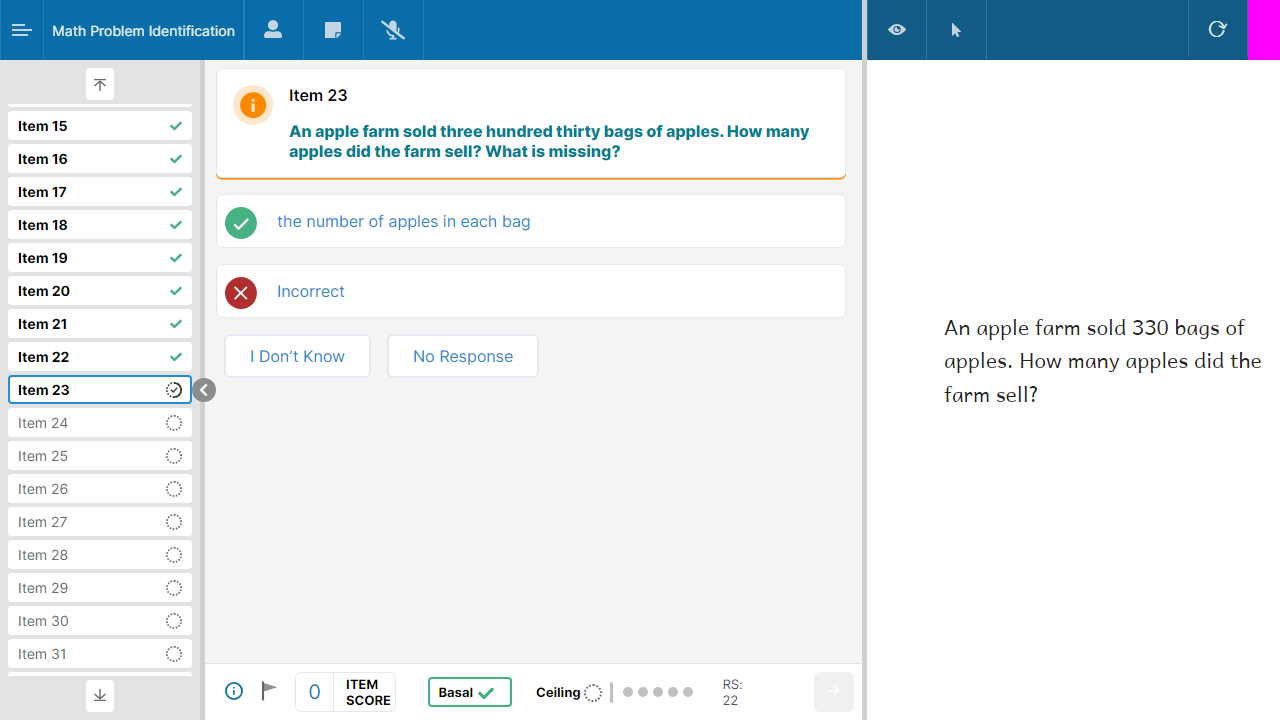 Math Problem Identification
Item 15
Item 16
Item 17
Item 18
Item 19
Item 20
Item 21
Item 22
Item 23
Item 24
Item 25
Item 26
Item 27
Item 28
Item 29
Item 30
Item 31
Item 23
An apple farm sold three hundred thirty bags of apples. How many
apples did the farm sell? What is missing?
the number of apples in each bag
Incorrect
I Don’t Know
No Response
0
ITEM
SCORE
Basal
Ceiling
RS:
22
An apple farm sold 330 bags of
apples. How many apples did the
farm sell?